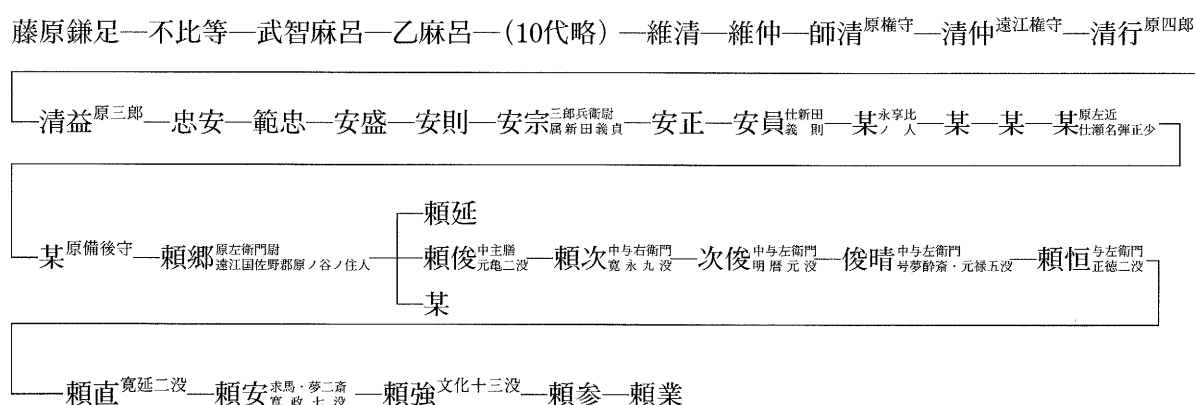 藤原鎌足―不比等―武智麻呂―乙麻呂―(10代略)―維清―維仲―師清原権守―清仲遠江権守―清行原四郎
清益原三郎―忠安―範忠―安盛―安則―安宗三郎兵衛尉属新田義貞―安正―安員仕新田義則―某永享比ノ人―某―某―某原左近仕瀬名弾正少
頼延
某原備後守―頼郷原左衛門尉遠江国佐野郡原ノ谷ノ住人―頼俊中主膳元亀二没―頼次中与右衛門寛永九没―次俊中与左衛門明暦元没―俊晴中与左衛門号夢酔斎・元禄五没―頼恒与左衛門正徳二没
某
頼直寛延二没―頼安求馬・夢二斎寛政七没―頼強文化十三没―頼参―頼業